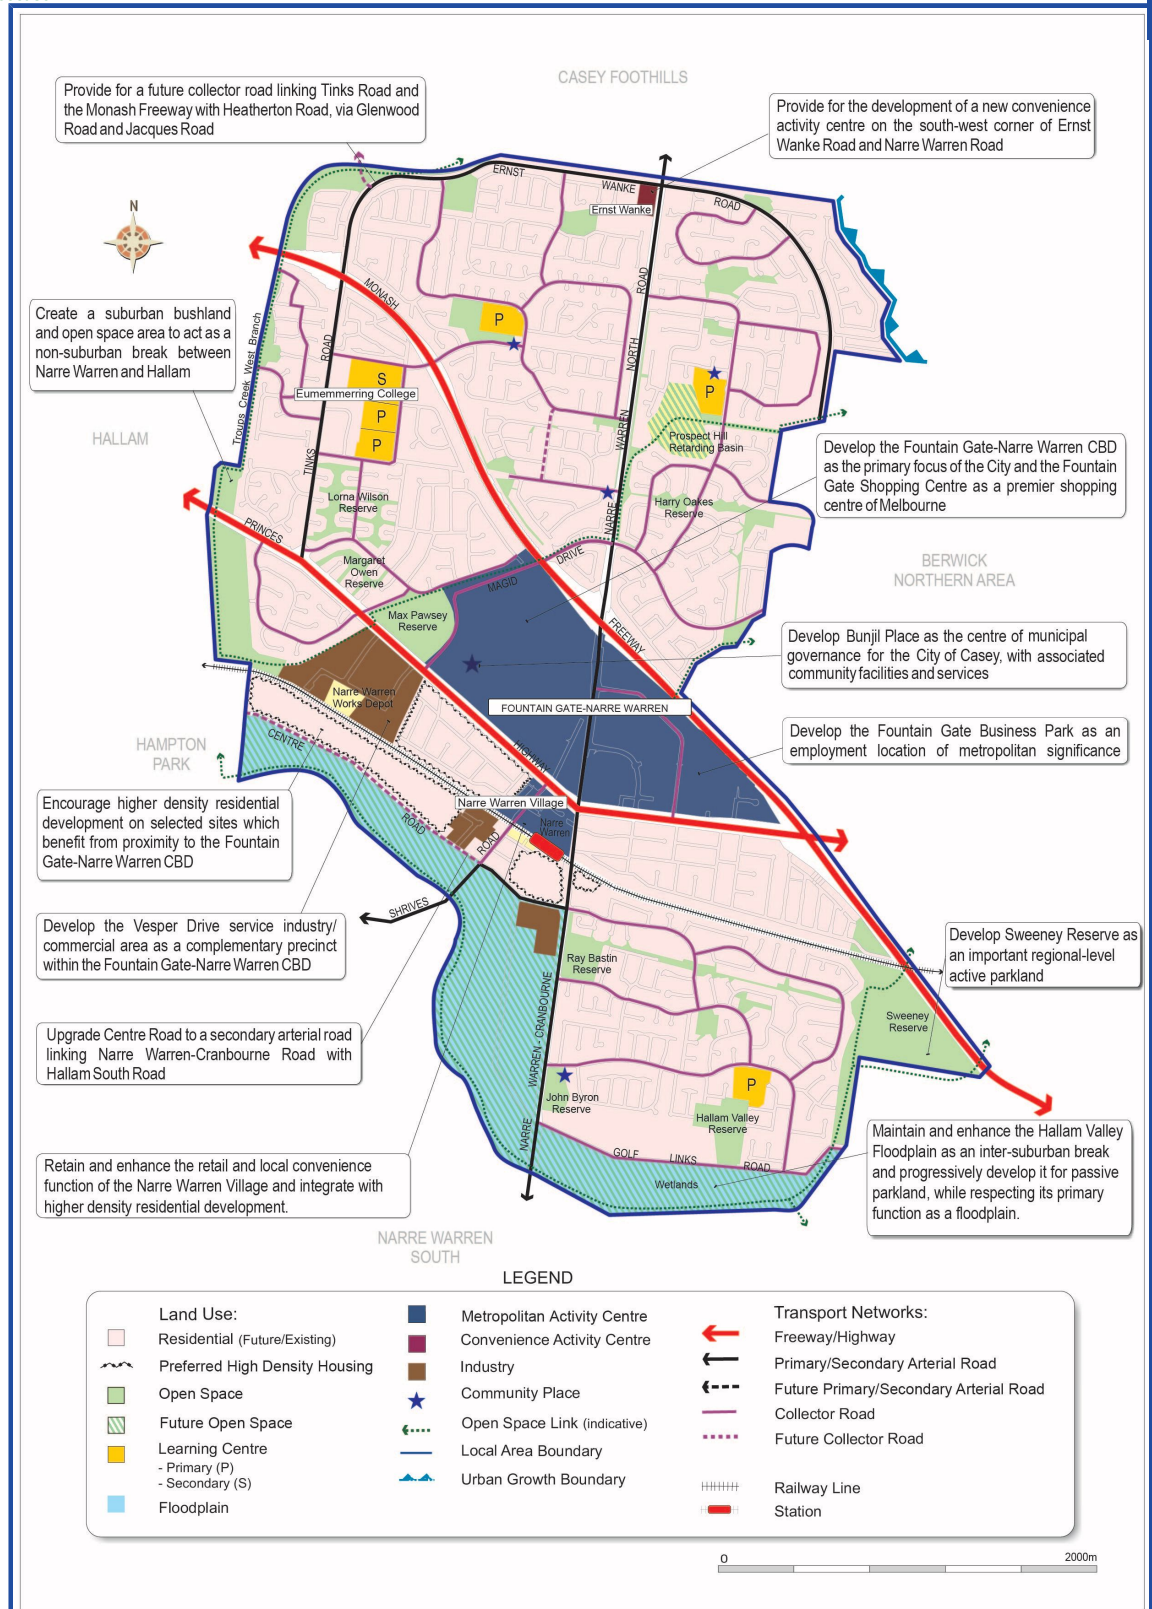 CASEY FOOTHILLS
Provide for a future collector road linking Tinks Road and
the Monash Freeway with Heatherton Road, via Glenwood
Road and Jacques Road
Provide for the development of a new convenience
activity centre on the south-west corner of Ernst
Wanke Road and Narre Warren Road
ERNST
WANKE
ROAD
Ernst Wanke
N
MONASH
ROAD
Create a suburban bushland
and open space area to act as a
non-suburban break between
Narre Warren and Hallam
Troups Creek West Branch
ROAD
NORTH
P
S
Eumemmering College
P
P
P
HALLAM
WARREN
Prospect Hill
Retarding Basin
Develop the Fountain Gate-Narre Warren CBD
as the primary focus of the City and the Fountain
Gate Shopping Centre as a premier shopping
centre of Melbourne
TINKS
Lorna Wilson
Reserve
Harry Oakes
Reserve
NARRE
PRINCES
DRIVE
MAGID
Margaret
Owen
Reserve
BERWICK
NORTHERN AREA
Max Pawsey
Reserve
FREEWAY
Develop Bunjil Place as the centre of municipal
governance for the City of Casey, with associated
community facilities and services
Narre Warren
Works Depot
FOUNTAIN GATE-NARRE WARREN
Develop the Fountain Gate Business Park as an
employment location of metropolitan significance
HAMPTON
PARK
CENTRE
HIGHWAY
Encourage higher density residential
development on selected sites which
benefit from proximity to the Fountain
Gate-Narre Warren CBD
Narre Warren Village
Narre
Warren
ROAD
ROAD
SHRIVES
Develop the Vesper Drive service industry/
commercial area as a complementary precinct
within the Fountain Gate-Narre Warren CBD
Develop Sweeney Reserve as
an important regional-level
active parkland
Ray Bastin
Reserve
Sweeney
Reserve
Upgrade Centre Road to a secondary arterial road
linking Narre Warren-Cranbourne Road with
Hallam South Road
WARREN - CRANBOURNE
P
John Byron
Reserve
Hallam Valley
Reserve
NARRE
Maintain and enhance the Hallam Valley
Floodplain as an inter-suburban break
and progressively develop it for passive
parkland, while respecting its primary
function as a floodplain.
Retain and enhance the retail and local convenience
function of the Narre Warren Village and integrate with
higher density residential development.
GOLF
LINKS
ROAD
Wetlands
NARRE WARREN
SOUTH
LEGEND
Land Use:
Residential (Future/Existing)
Preferred High Density Housing
Open Space
Future Open Space
Learning Centre
- Primary (P)
- Secondary (S)
Floodplain
Metropolitan Activity Centre
Convenience Activity Centre
Industry
Community Place
Open Space Link (indicative)
Local Area Boundary
Urban Growth Boundary
Transport Networks:
Freeway/Highway
Primary/Secondary Arterial Road
Future Primary/Secondary Arterial Road
Collector Road
Future Collector Road
Railway Line
Station
0
2000m